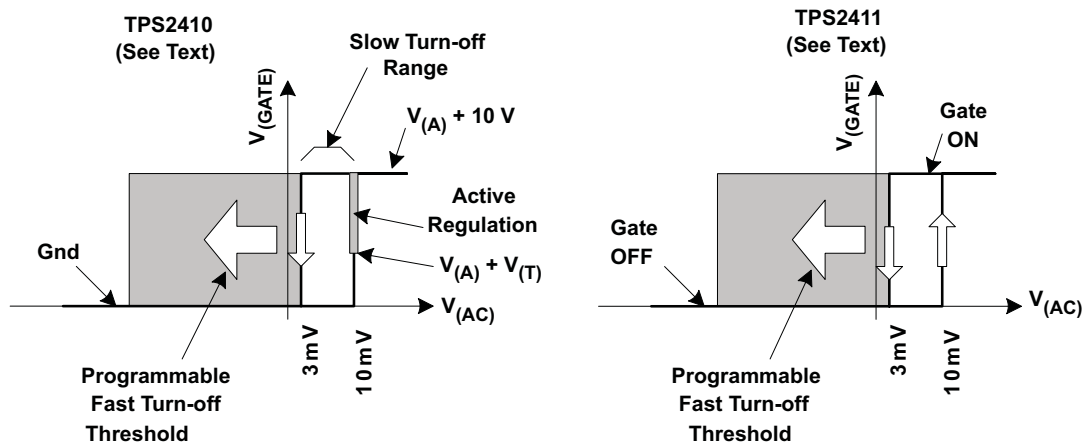 TPS2410
(See Text)
Slow Turn-off
Range
V(GATE)
V(A) + 10 V
Active
Regulation
Gnd
V(A) + V(T)
V(AC)
3 mV
10 mV
Programmable
Fast Turn-off
Threshold
TPS2411
(See Text)
V(GATE)
Gate
ON
Gate
OFF
V(AC)
3 mV
10 mV
Programmable
Fast Turn-off
Threshold